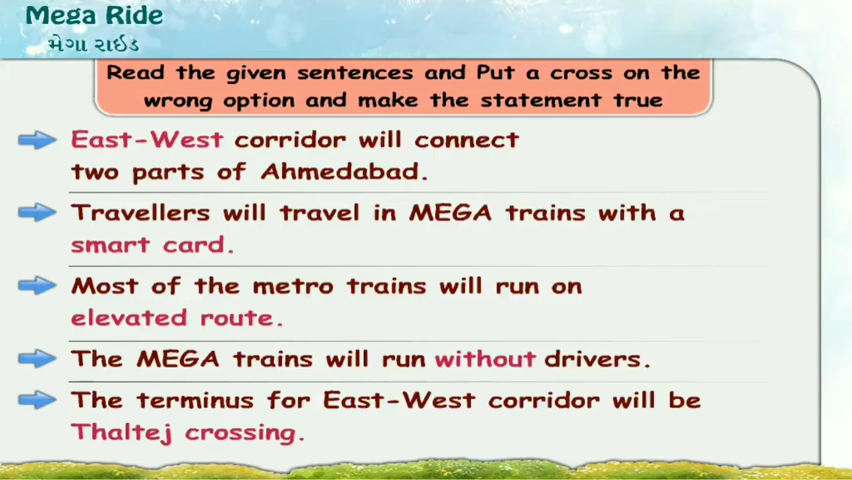 Mega Ride
મેગા રાઈડ
Read the given sentences and Put a cross on the
wrong option and make the statement true
East-West corridor will connect
two parts of Ahmedabad.
Travellers will travel in MEGA trains with a
smart card.
Most of the metro trains will run on
elevated route.
The MEGA trains will run without drivers.
The terminus for East-West corridor will be
Thaltej crossing.